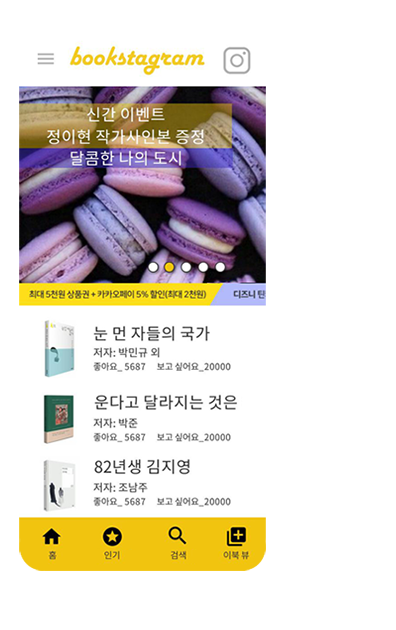 bookstagram
신간 이벤트
정이현 작가사인본 증정
달콤한 나의 도시
최대 5천원 상품권 + 카카오페이 5% 할인(최대 2천원) 디즈니 틴
눈 먼 자들의 국가
저자: 박민규 외
좋아요_ 5687 보고 싶어요_20000
운다고 달라지는 것은
저자: 박준
좋아요_ 5687 보고 싶어요_20000
82년생 김지영
저자: 조남주
좋아요_ 5687 보고 싶어요_20000
홈 인기 검색 이북 뷰